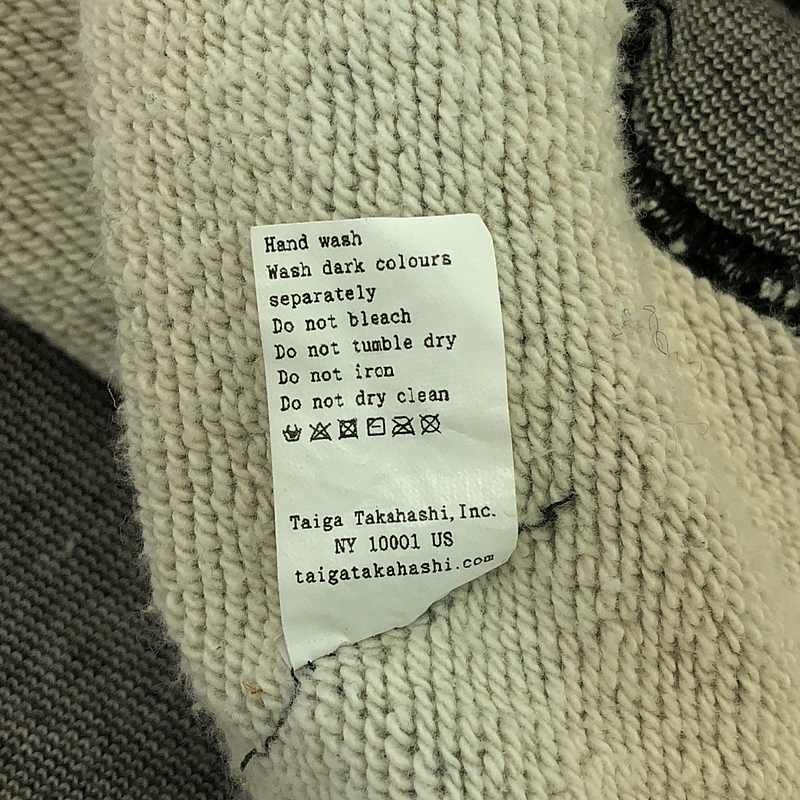 Hand wash
Wash dark colours
separately
Do not bleach
Do not tumble dry
Do not iron
Do not dry clean
Taiga Takahashi, Inc.
NY 10001 US
taigatakahashi.com